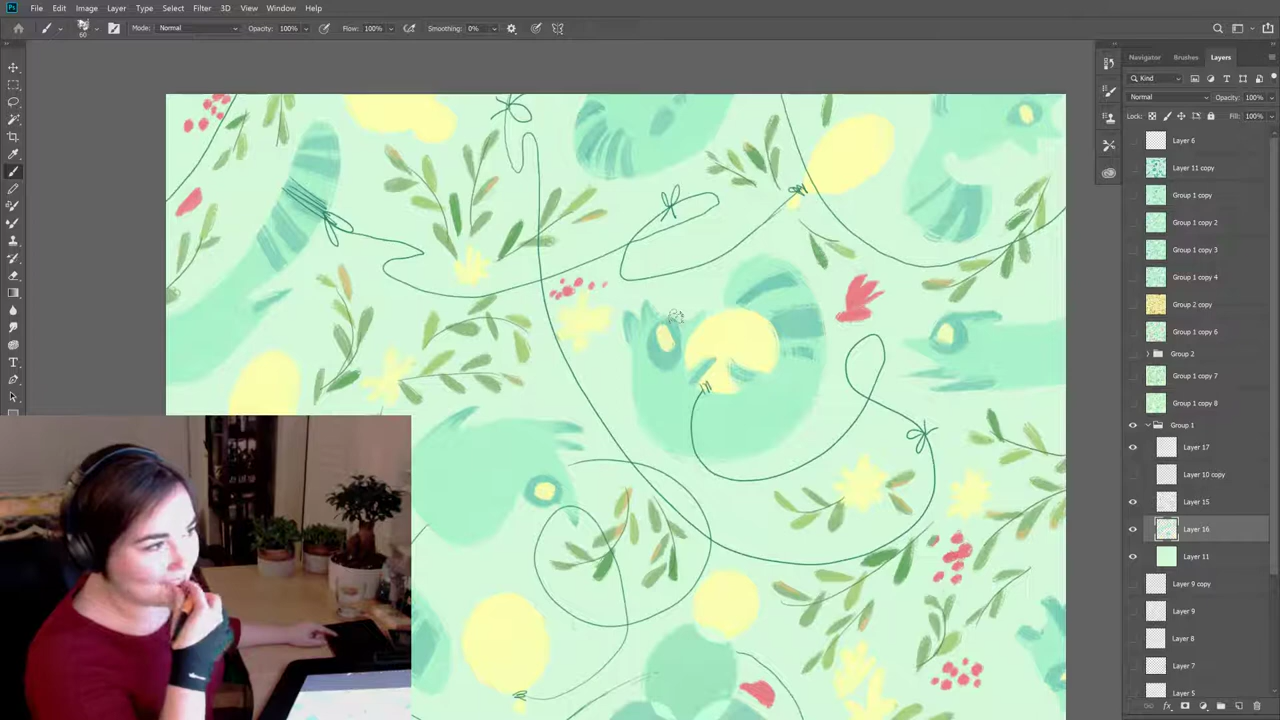 Ps File Edit Image Layer Type Select Filter 3D View Window Help
60 Mode: Normal Opacity: 100% Flow: 100% Smoothing: 0%
Navigator Brushes Layers
Kind
Normal Opacity: 100%
Lock: Fill: 100%
Layer 6
Layer 11 copy
Group 1 copy
Group 1 copy 2
Group 1 copy 3
Group 1 copy 4
Group 2 copy
Group 1 copy 6
Group 2
Group 1 copy 7
Group 1 copy 8
Group 1
Layer 17
Layer 10 copy
Layer 15
Layer 16
Layer 11
Layer 9 copy
Layer 9
Layer 8
Layer 7
Layer 5
fx